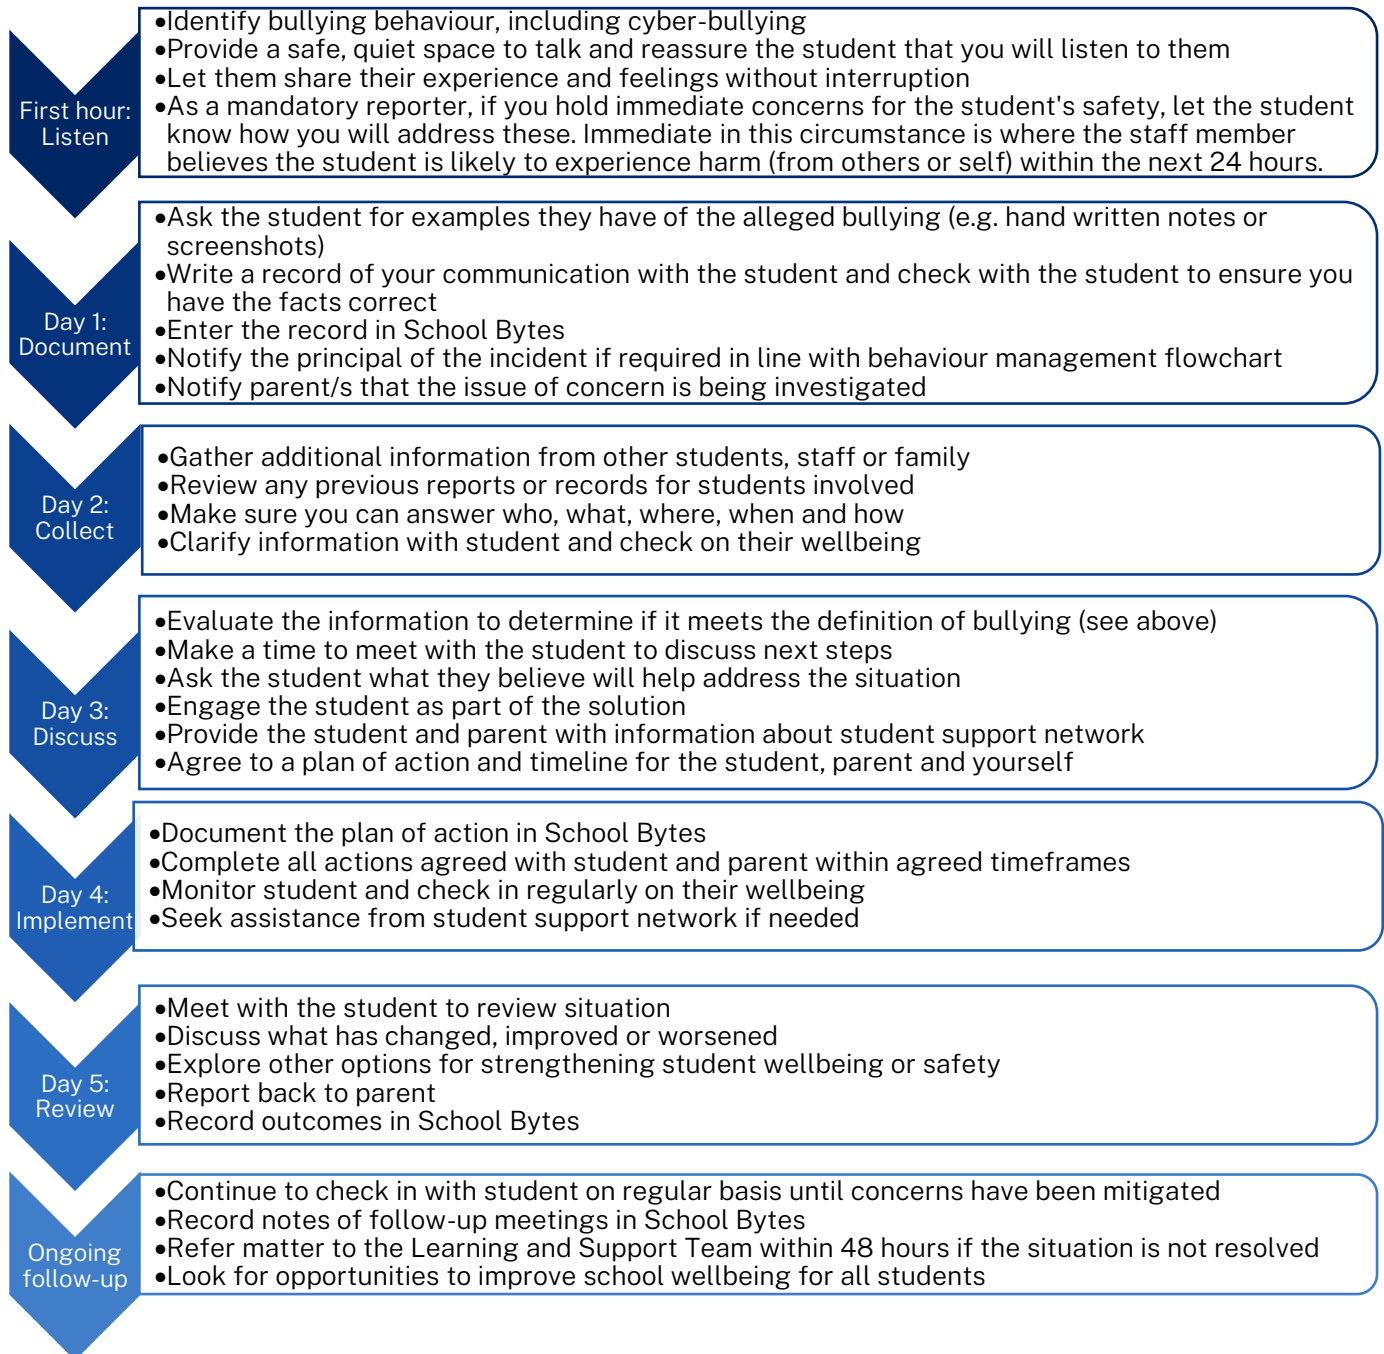 First hour:
Listen
•Identify bullying behaviour, including cyber-bullying
•Provide a safe, quiet space to talk and reassure the student that you will listen to them
•Let them share their experience and feelings without interruption
•As a mandatory reporter, if you hold immediate concerns for the student's safety, let the student
know how you will address these. Immediate in this circumstance is where the staff member
believes the student is likely to experience harm (from others or self) within the next 24 hours.
Day 1:
Document
•Ask the student for examples they have of the alleged bullying (e.g. hand written notes or
screenshots)
•Write a record of your communication with the student and check with the student to ensure you
have the facts correct
•Enter the record in School Bytes
•Notify the principal of the incident if required in line with behaviour management flowchart
•Notify parent/s that the issue of concern is being investigated
Day 2:
Collect
•Gather additional information from other students, staff or family
•Review any previous reports or records for students involved
•Make sure you can answer who, what, where, when and how
•Clarify information with student and check on their wellbeing
Day 3:
Discuss
•Evaluate the information to determine if it meets the definition of bullying (see above)
•Make a time to meet with the student to discuss next steps
•Ask the student what they believe will help address the situation
•Engage the student as part of the solution
•Provide the student and parent with information about student support network
•Agree to a plan of action and timeline for the student, parent and yourself
Day 4:
Implement
•Document the plan of action in School Bytes
•Complete all actions agreed with student and parent within agreed timeframes
•Monitor student and check in regularly on their wellbeing
•Seek assistance from student support network if needed
Day 5:
Review
•Meet with the student to review situation
•Discuss what has changed, improved or worsened
•Explore other options for strengthening student wellbeing or safety
•Report back to parent
•Record outcomes in School Bytes
Ongoing
follow-up
•Continue to check in with student on regular basis until concerns have been mitigated
•Record notes of follow-up meetings in School Bytes
•Refer matter to the Learning and Support Team within 48 hours if the situation is not resolved
•Look for opportunities to improve school wellbeing for all students